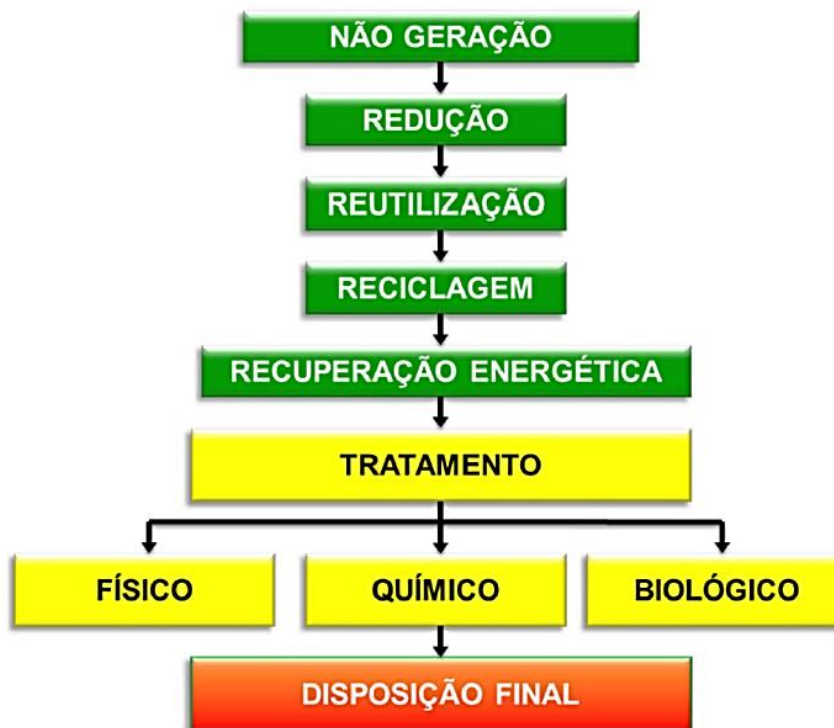 NÃO GERAÇÃO
REDUÇÃO
REUTILIZAÇÃO
RECICLAGEM
RECUPERAÇÃO ENERGÉTICA
TRATAMENTO
FÍSICO
QUÍMICO
BIOLÓGICO
DISPOSIÇÃO FINAL